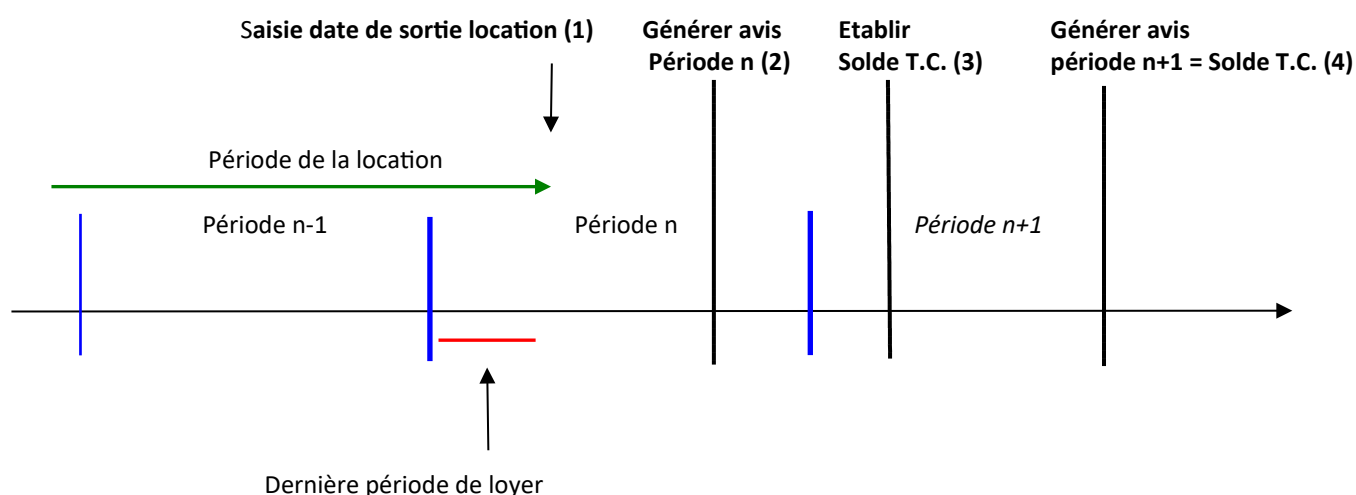 Saisie date de sortie location (1)
Générer avis
Période n (2)
Etablir
Solde T.C. (3)
Générer avis
période n+1 = Solde T.C. (4)
Période de la location
Période n-1
Période n
Période n+1
Dernière période de loyer